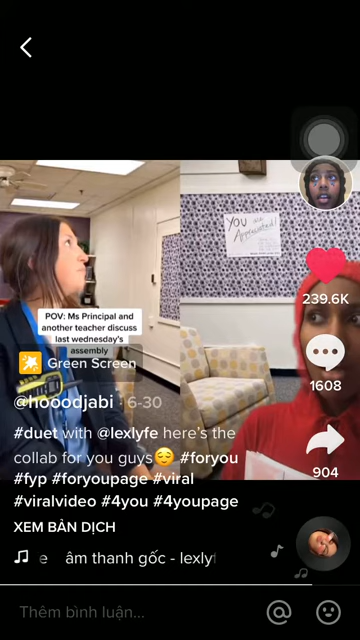 You are
Appreciated!
239.6K
POV: Ms Principal and
another teacher discuss
last wednesday's
assembly
Green Screen
1608
@hooodjabi · 6-30
#duet with @lexlyfe here's the
collab for you guys😌 #foryou
#fyp #foryoupage #viral
#viralvideo #4you #4youpage
904
XEM BẢN DỊCH
e âm thanh gốc - lexly
Thêm bình luận...